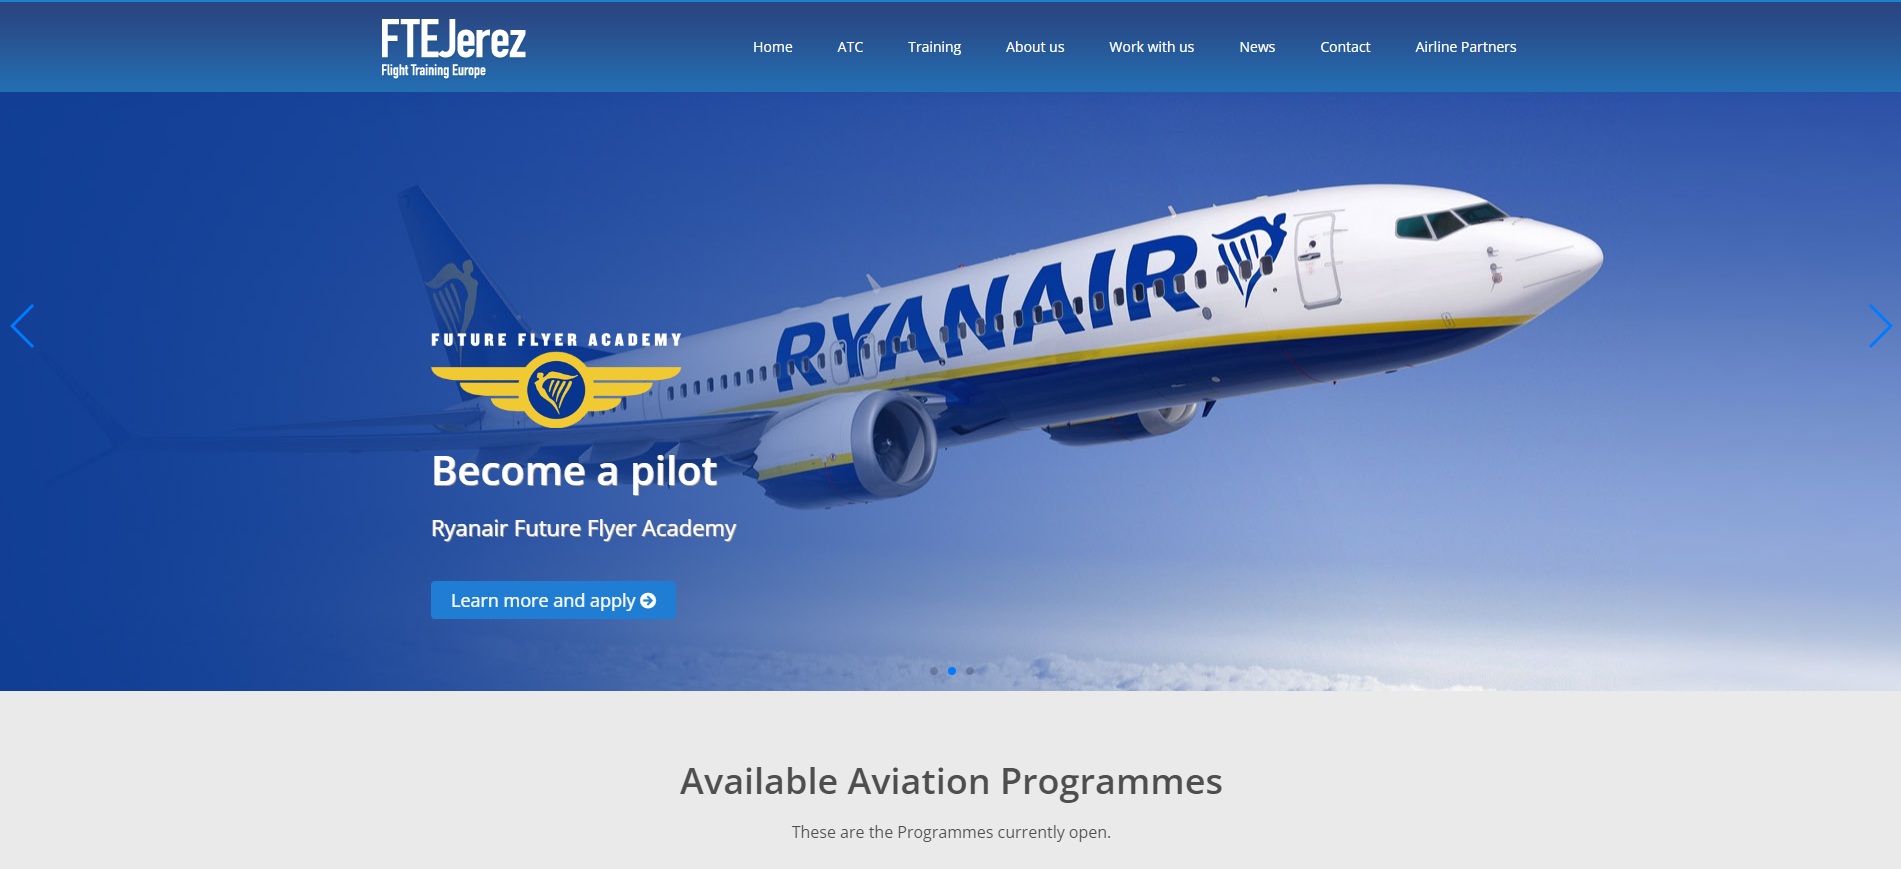 FTEJerez
Flight Training Europe
Home
ATC
Training
About us
Work with us
News
Contact
Airline Partners
RYANAIR
FUTURE FLYER ACADEMY
Become a pilot
Ryanair Future Flyer Academy
Learn more and apply
Available Aviation Programmes
These are the Programmes currently open.